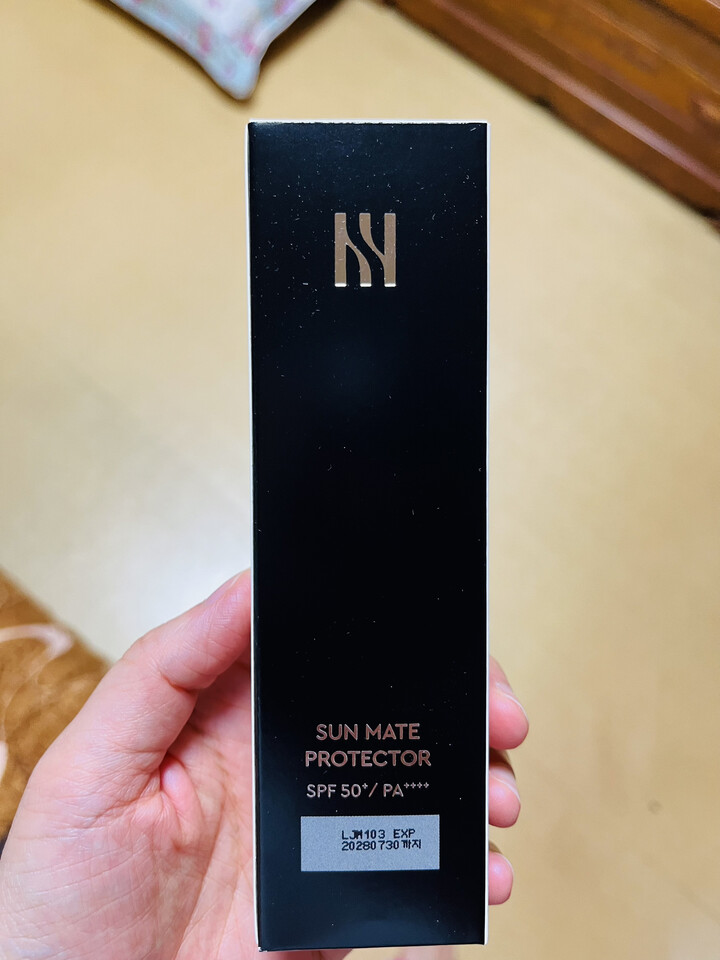 SUN MATE
PROTECTOR
SPF 50⁺/ PA⁺⁺⁺⁺
LJM103 EXP
20280730까지